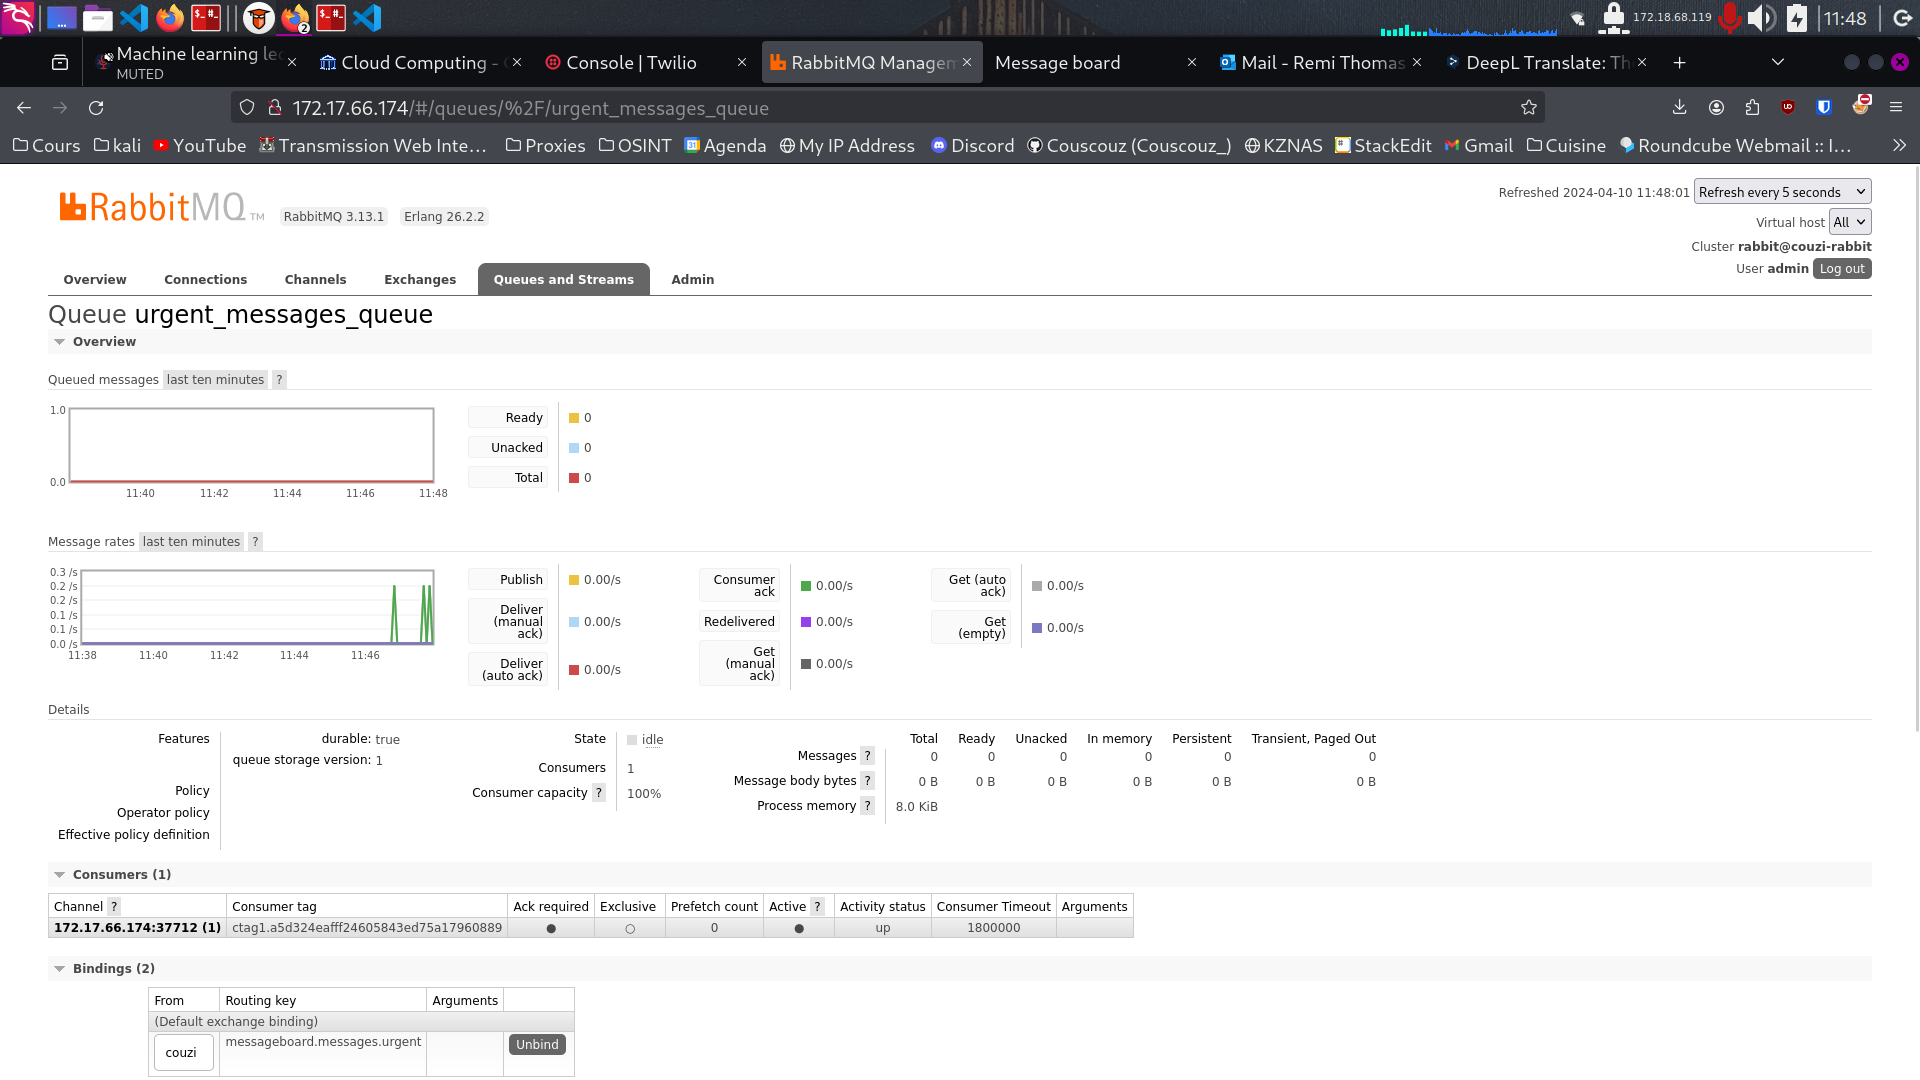 172.18.68.119
11:48
Machine learning le
MUTED
Cloud Computing -
Console | Twilio
RabbitMQ Managem
Message board
Mail - Remi Thomas
DeepL Translate: Th
172.17.66.174/#/queues/%2F/urgent_messages_queue
Cours
kali
YouTube
Transmission Web Inte…
Proxies
OSINT
Agenda
My IP Address
Discord
Couscouz (Couscouz_)
KZNAS
StackEdit
Gmail
Cuisine
Roundcube Webmail :: I…
RabbitMQ TM
RabbitMQ 3.13.1
Erlang 26.2.2
Refreshed 2024-04-10 11:48:01
Refresh every 5 seconds
Virtual host All
Cluster rabbit@couzi-rabbit
User admin Log out
Overview
Connections
Channels
Exchanges
Queues and Streams
Admin
Queue urgent_messages_queue
Overview
Queued messages last ten minutes ?
1.0
0.0
11:40 11:42 11:44 11:46 11:48
Ready 0
Unacked 0
Total 0
Message rates last ten minutes ?
0.3 /s
0.2 /s
0.2 /s
0.1 /s
0.1 /s
0.0 /s
11:38 11:40 11:42 11:44 11:46
Publish 0.00/s
Deliver (manual ack) 0.00/s
Deliver (auto ack) 0.00/s
Consumer ack 0.00/s
Redelivered 0.00/s
Get (manual ack) 0.00/s
Get (auto ack) 0.00/s
Get (empty) 0.00/s
Details
Features
durable: true
queue storage version: 1
Policy
Operator policy
Effective policy definition
State idle
Consumers 1
Consumer capacity ? 100%
Total Ready Unacked In memory Persistent Transient, Paged Out
Messages ? 0 0 0 0 0 0
Message body bytes ? 0 B 0 B 0 B 0 B 0 B 0 B
Process memory ? 8.0 KiB
Consumers (1)
Channel ? Consumer tag Ack required Exclusive Prefetch count Active ? Activity status Consumer Timeout Arguments
172.17.66.174:37712 (1) ctag1.a5d324eafff24605843ed75a17960889 ● ○ 0 ● up 1800000
Bindings (2)
From Routing key Arguments
(Default exchange binding)
couzi messageboard.messages.urgent Unbind